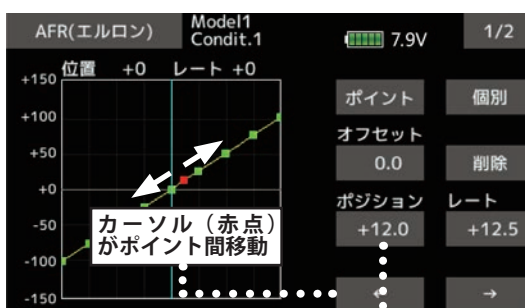 AFR(エルロン)
Model1
Condit.1
7.9V
1/2
位置 +0 レート +0
+150
+100
+50
+0
-50
-100
-150
カーソル（赤点）
がポイント間移動
ポイント
個別
オフセット
0.0
削除
ポジション
レート
+12.0
+12.5
←
→